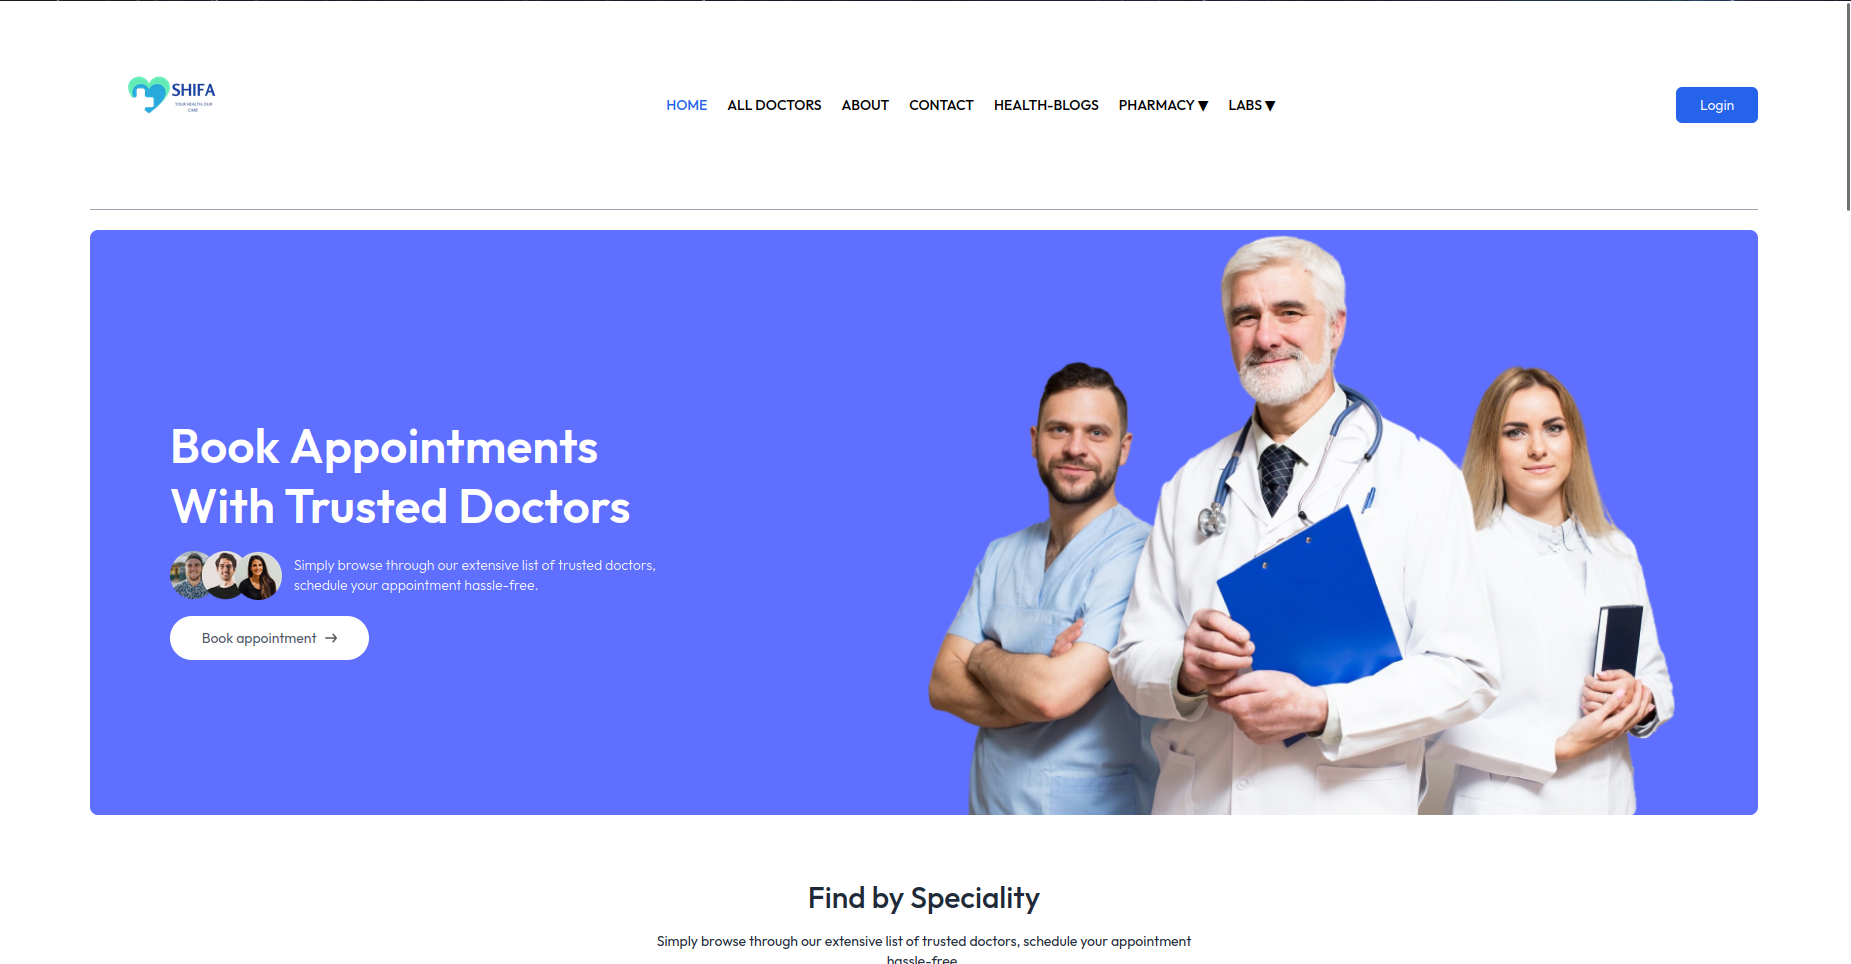 SHIFA
YOUR HEALTH, OUR
CARE
HOME ALL DOCTORS ABOUT CONTACT HEALTH-BLOGS PHARMACY ▼ LABS ▼
Login
Book Appointments
With Trusted Doctors
Simply browse through our extensive list of trusted doctors,
schedule your appointment hassle-free.
Book appointment →
Find by Speciality
Simply browse through our extensive list of trusted doctors, schedule your appointment
hassle-free.